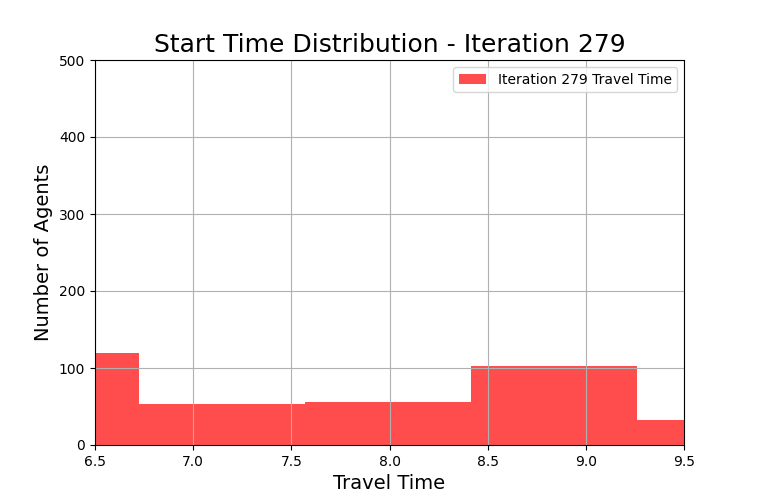 Start Time Distribution - Iteration 279
Iteration 279 Travel Time
Number of Agents
500
400
300
200
100
0
6.5 7.0 7.5 8.0 8.5 9.0 9.5
Travel Time